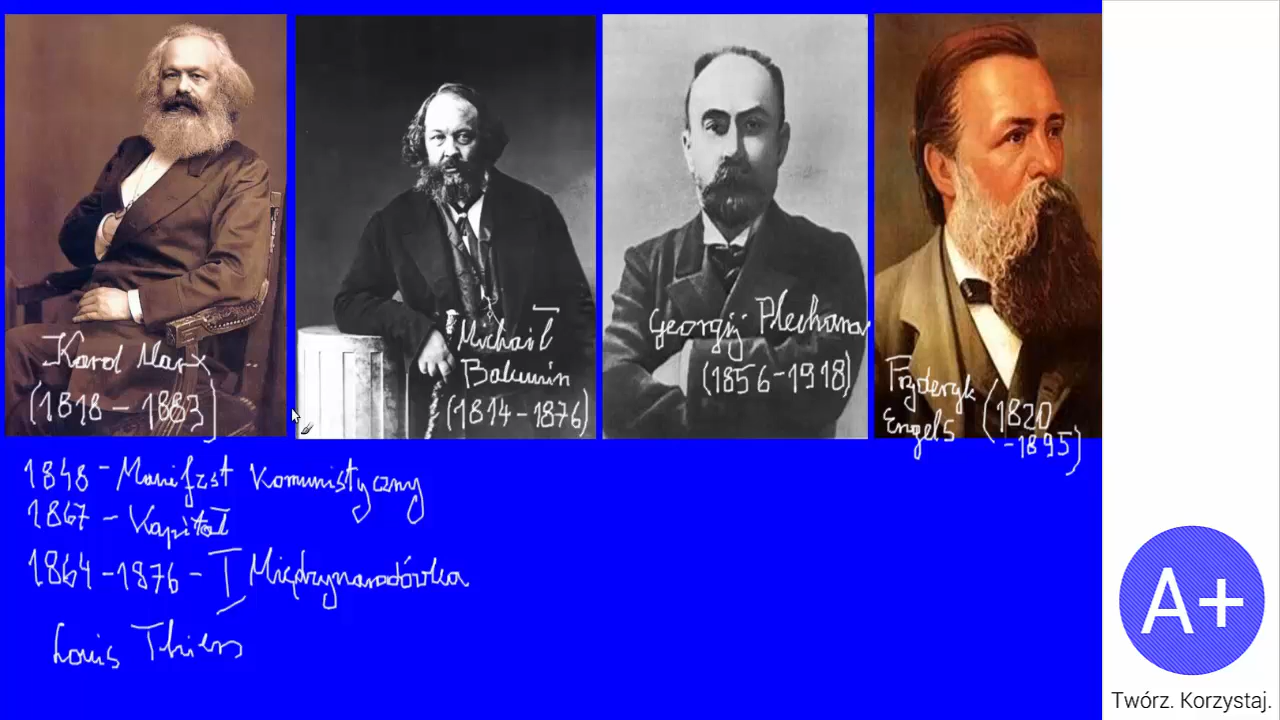 Karol Marx
(1818 - 1883)
Michaił
Bakunin
(1814-1876)
Georgij Plechanow
(1856-1918)
Fryderyk
Engels
(1820
-1895)
1848 - Manifest Komunistyczny
1867 - Kapitał
1864-1876 - I Międzynarodówka
Louis Thiers
A+
Twórz. Korzystaj.